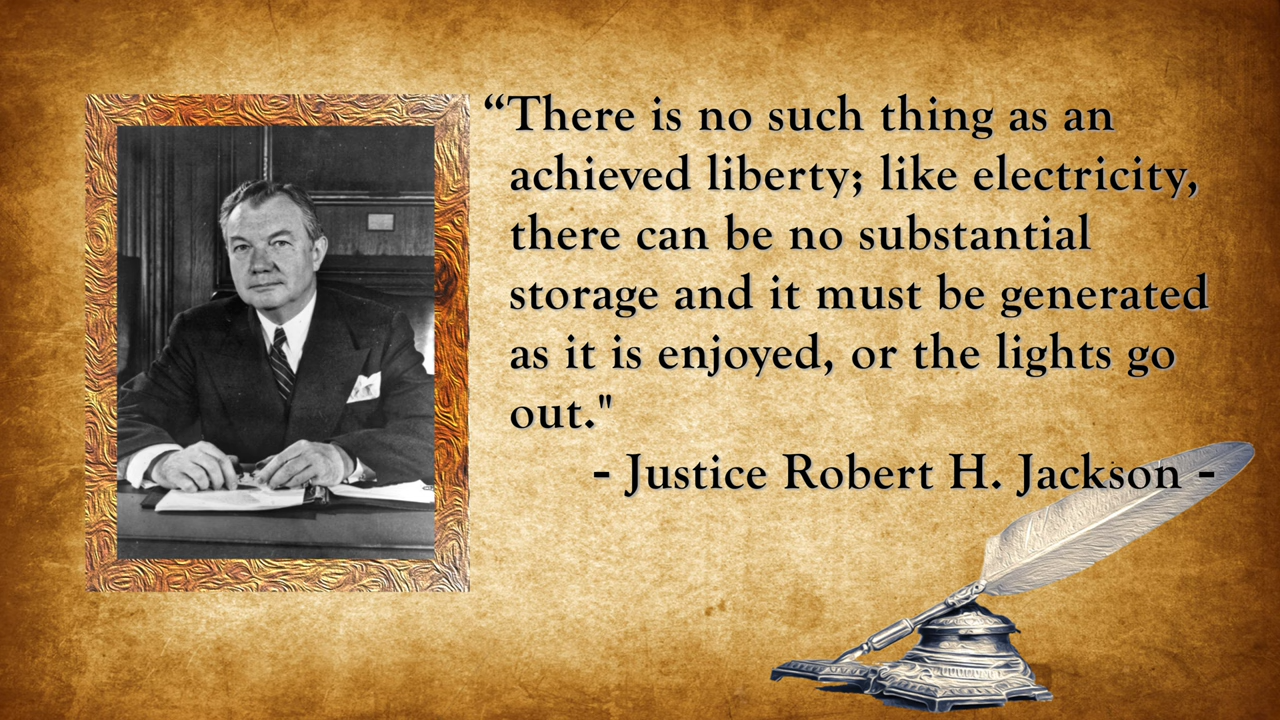 “There is no such thing as an
achieved liberty; like electricity,
there can be no substantial
storage and it must be generated
as it is enjoyed, or the lights go
out."
- Justice Robert H. Jackson -